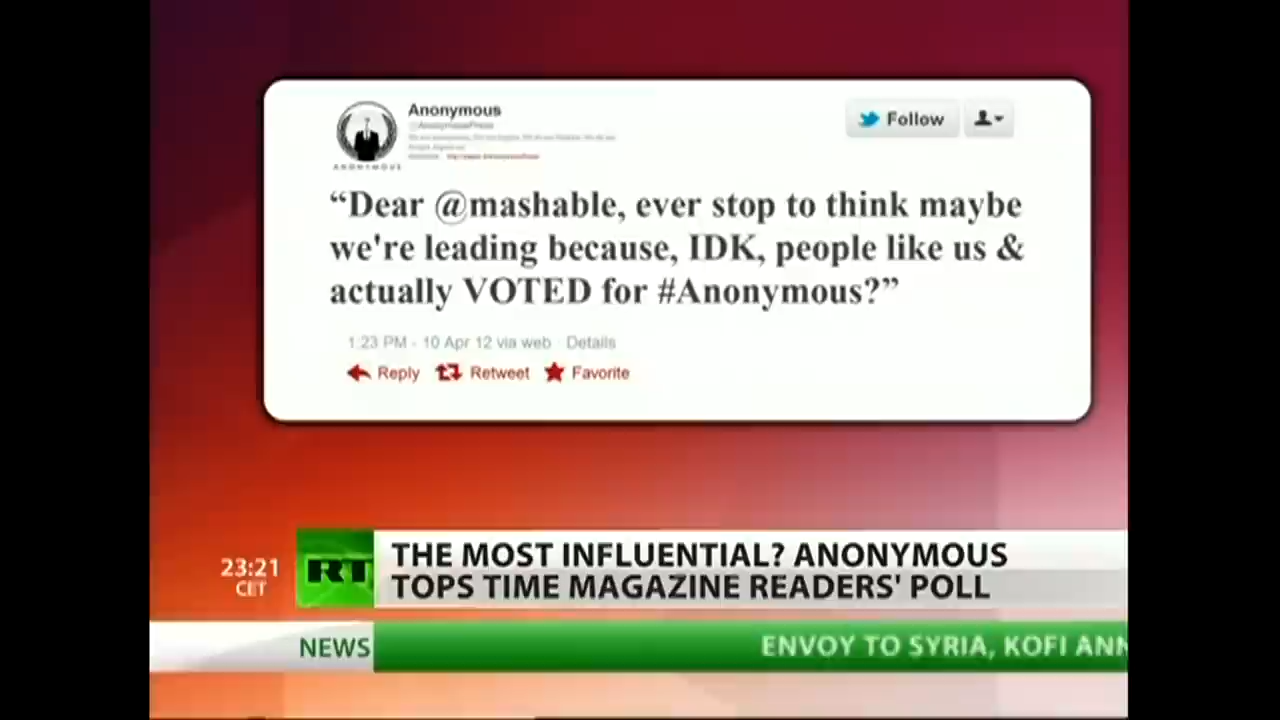 Anonymous
ANONYMOUS
Follow
“Dear @mashable, ever stop to think maybe
we're leading because, IDK, people like us &
actually VOTED for #Anonymous?”
1:23 PM - 10 Apr 12 via web · Details
Reply Retweet Favorite
23:21
CET
RT
THE MOST INFLUENTIAL? ANONYMOUS
TOPS TIME MAGAZINE READERS' POLL
NEWS
ENVOY TO SYRIA, KOFI ANN